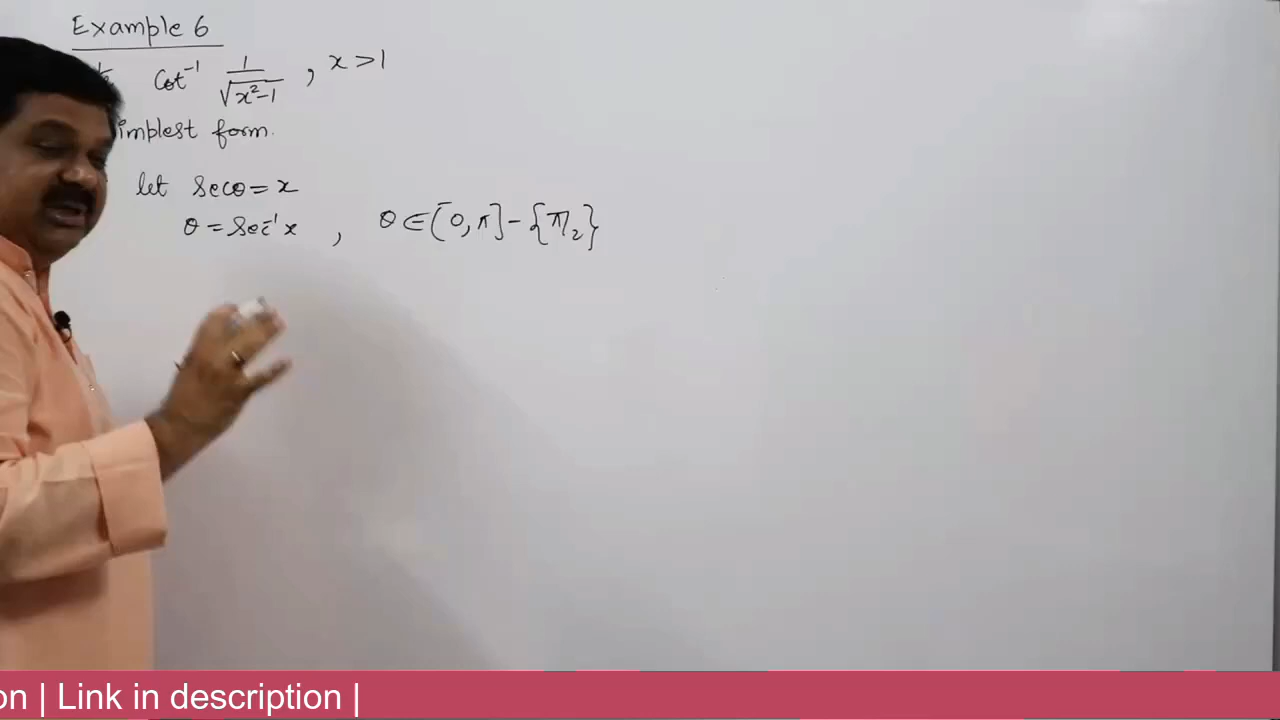 Example 6
cot⁻¹ 1/√(x²-1) , x > 1
implest form.
let secθ = x
θ = sec⁻¹x , θ ∈ [0, π] - {π/2}
on | Link in description |